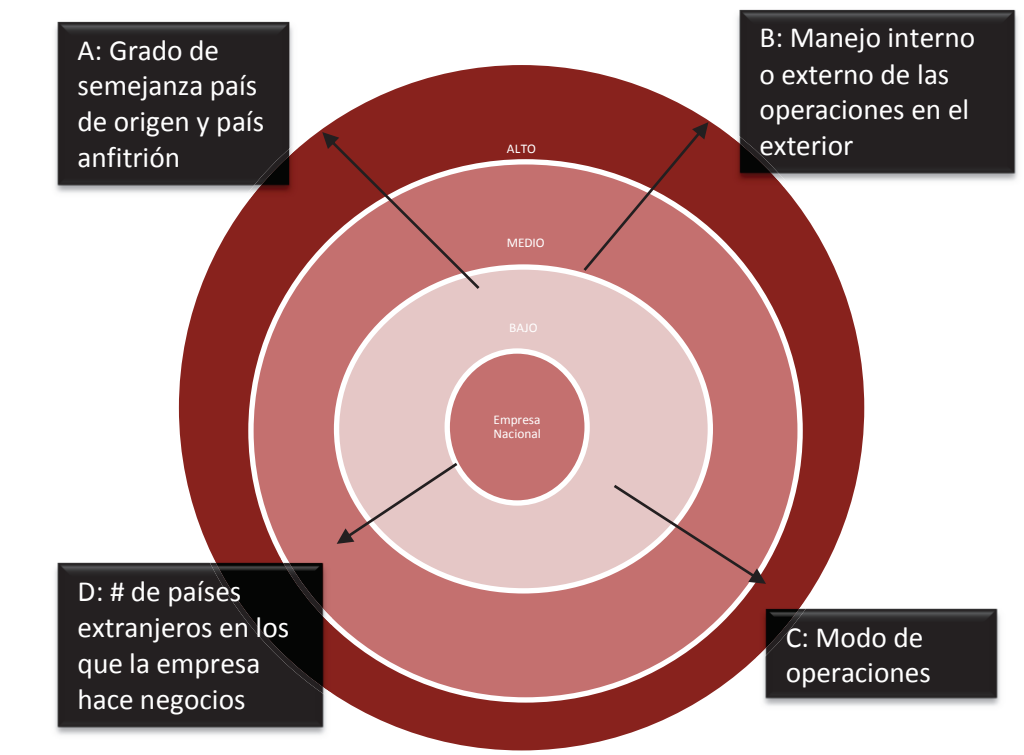 A: Grado de
semejanza país
de origen y país
anfitrión
B: Manejo interno
o externo de las
operaciones en el
exterior
ALTO
MEDIO
BAJO
Empresa
Nacional
D: # de países
extranjeros en los
que la empresa
hace negocios
C: Modo de
operaciones